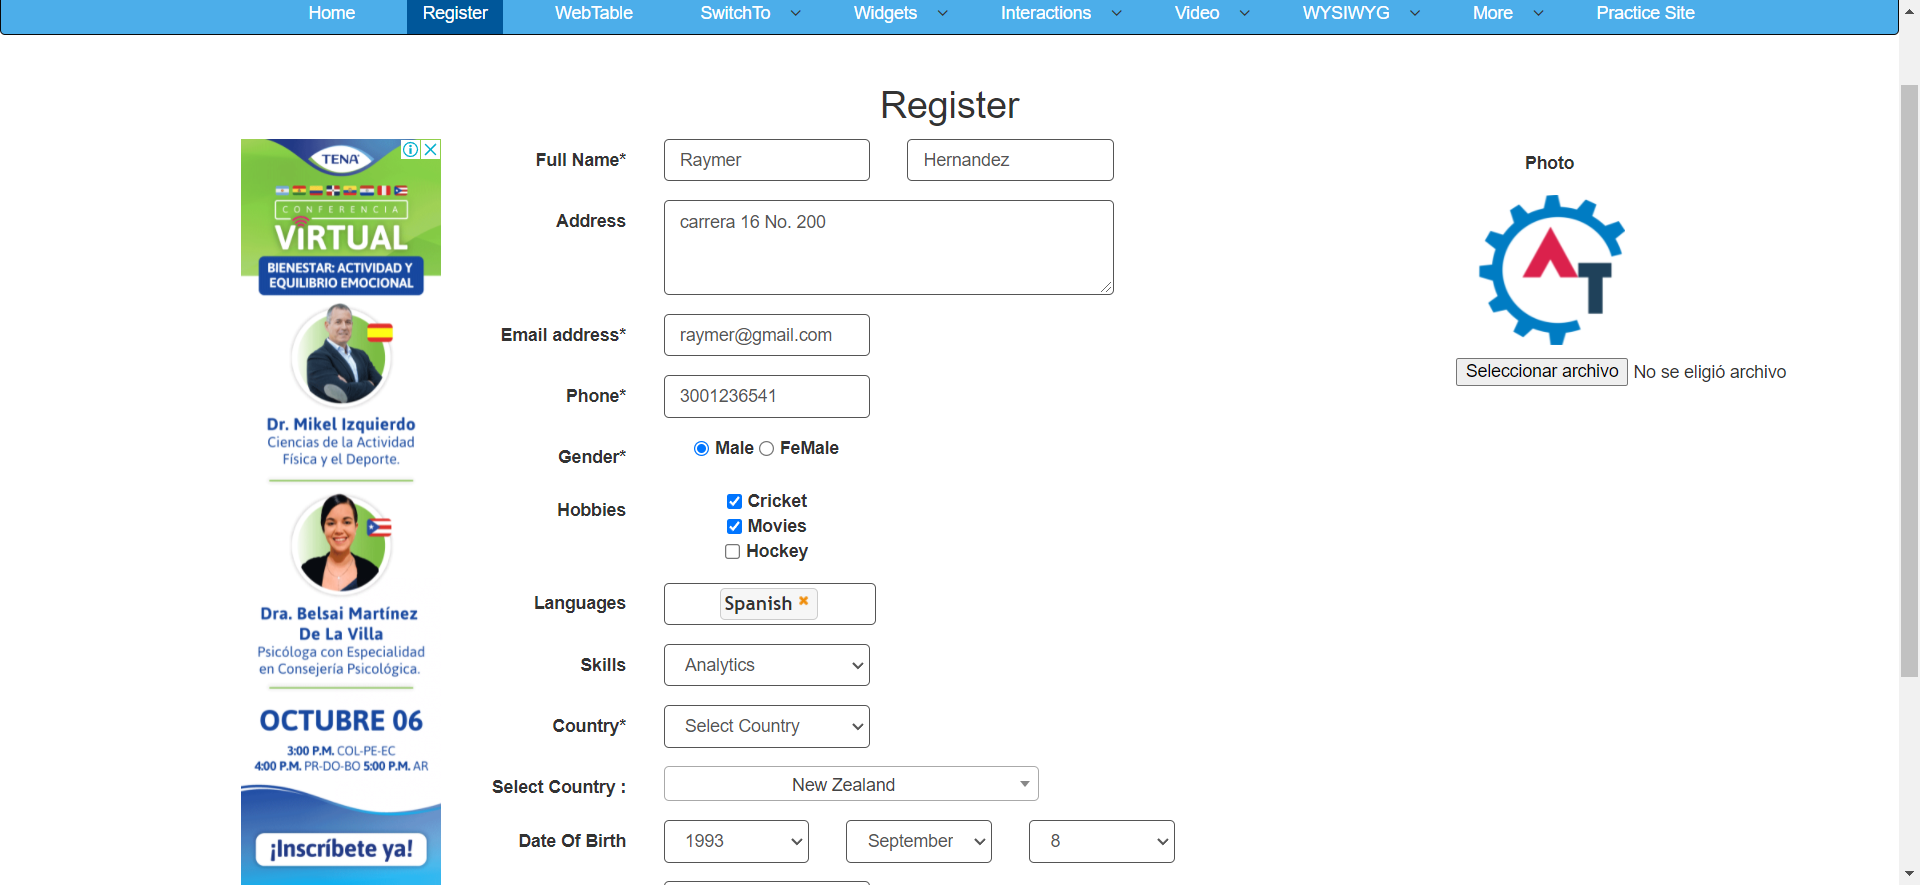 Home Register WebTable SwitchTo Widgets Interactions Video WYSIWYG More Practice Site
Register
TENA
CONFERENCIA
VIRTUAL
BIENESTAR: ACTIVIDAD Y
EQUILIBRIO EMOCIONAL
Dr. Mikel Izquierdo
Ciencias de la Actividad
Física y el Deporte.
Dra. Belsai Martínez
De La Villa
Psicóloga con Especialidad
en Consejería Psicológica.
OCTUBRE 06
3:00 P.M. COL-PE-EC
4:00 P.M. PR-DO-BO 5:00 P.M. AR
¡Inscríbete ya!
Full Name* Raymer Hernandez
Address carrera 16 No. 200
Email address* raymer@gmail.com
Phone* 3001236541
Gender* Male FeMale
Hobbies Cricket
Movies
Hockey
Languages Spanish
Skills Analytics
Country* Select Country
Select Country : New Zealand
Date Of Birth 1993 September 8
Photo
AT
Seleccionar archivo No se eligió archivo